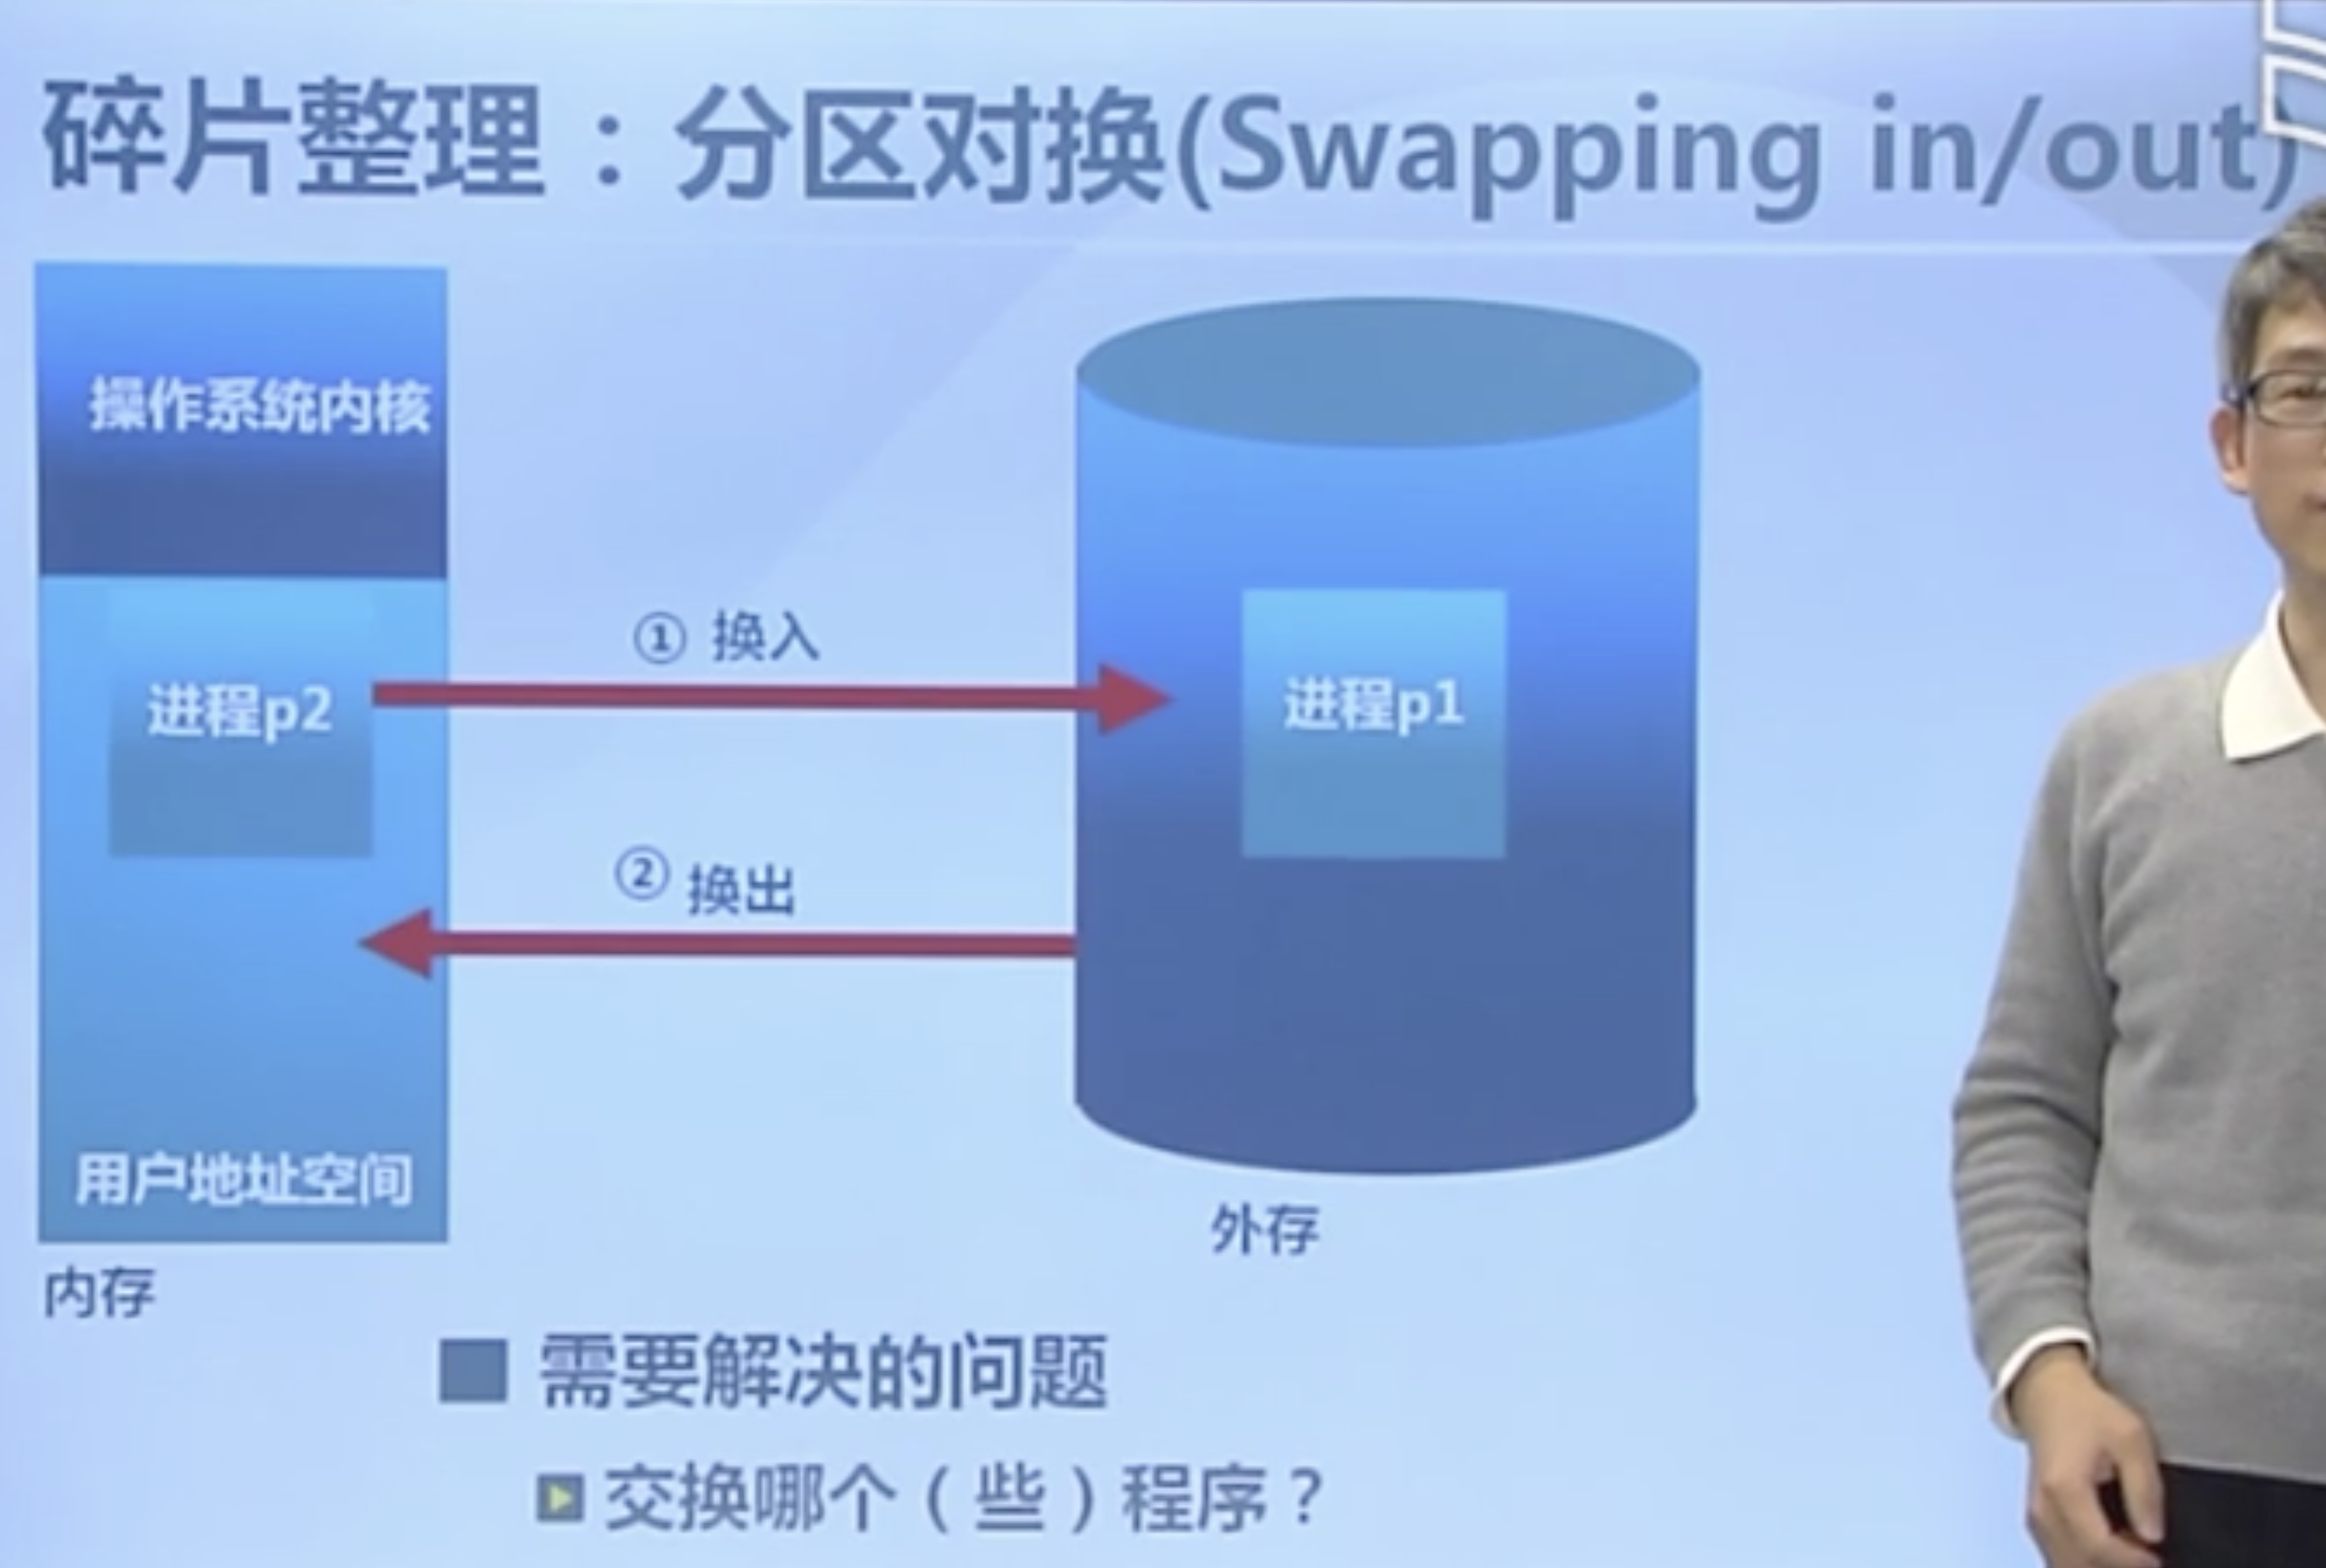 碎片整理：分区对换(Swapping in/out)
操作系统内核
① 换入
进程p2
进程p1
② 换出
用户地址空间
外存
内存
需要解决的问题
交换哪个（些）程序？